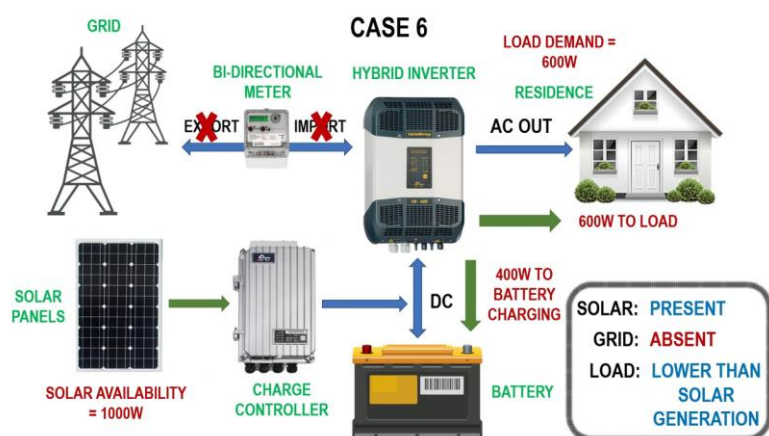 CASE 6
GRID
BI-DIRECTIONAL
METER
HYBRID INVERTER
LOAD DEMAND =
600W
RESIDENCE
EXPORT
IMPORT
AC OUT
600W TO LOAD
SOLAR
PANELS
SOLAR AVAILABILITY
= 1000W
CHARGE
CONTROLLER
DC
400W TO
BATTERY
CHARGING
BATTERY
SOLAR: PRESENT
GRID: ABSENT
LOAD: LOWER THAN
SOLAR
GENERATION